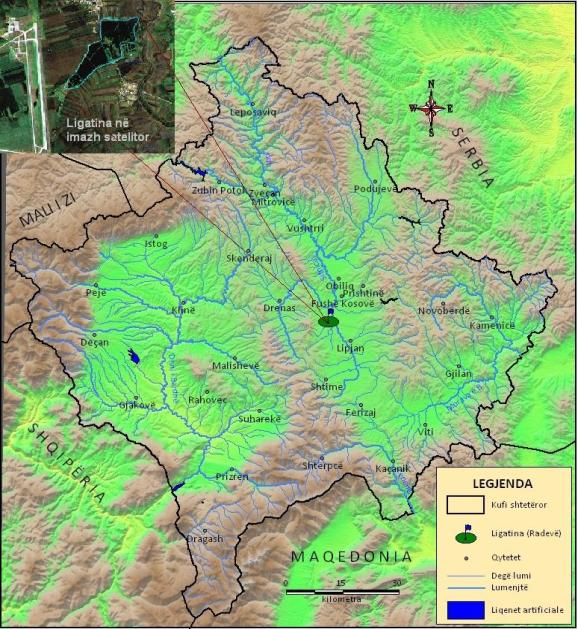 Ligatina në
imazh satelitor
N
W E
S
SERBIA
MALI I ZI
Leposaviq
Zubin Potok
Zveçan
Mitrovicë
Podujevë
Vushtrri
Istog
Skenderaj
Obiliq
Prishtinë
Fushë Kosovë
Pejë
Klinë
Drenas
Novobërdë
Kamenicë
Deçan
Lipjan
Malishevë
Gjilan
Shtime
Gjakovë
Rahovec
Suharekë
Ferizaj
Viti
SHQIPËRIA
Prizren
Shtërpcë
Kaçanik
Dragash
MAQEDONIA
0 15 30
kilometra
LEGJENDA
Kufi shtetëror
Ligatina (Radevë)
Qytetet
Degë lumi
Lumenjtë
Liqenet artificiale